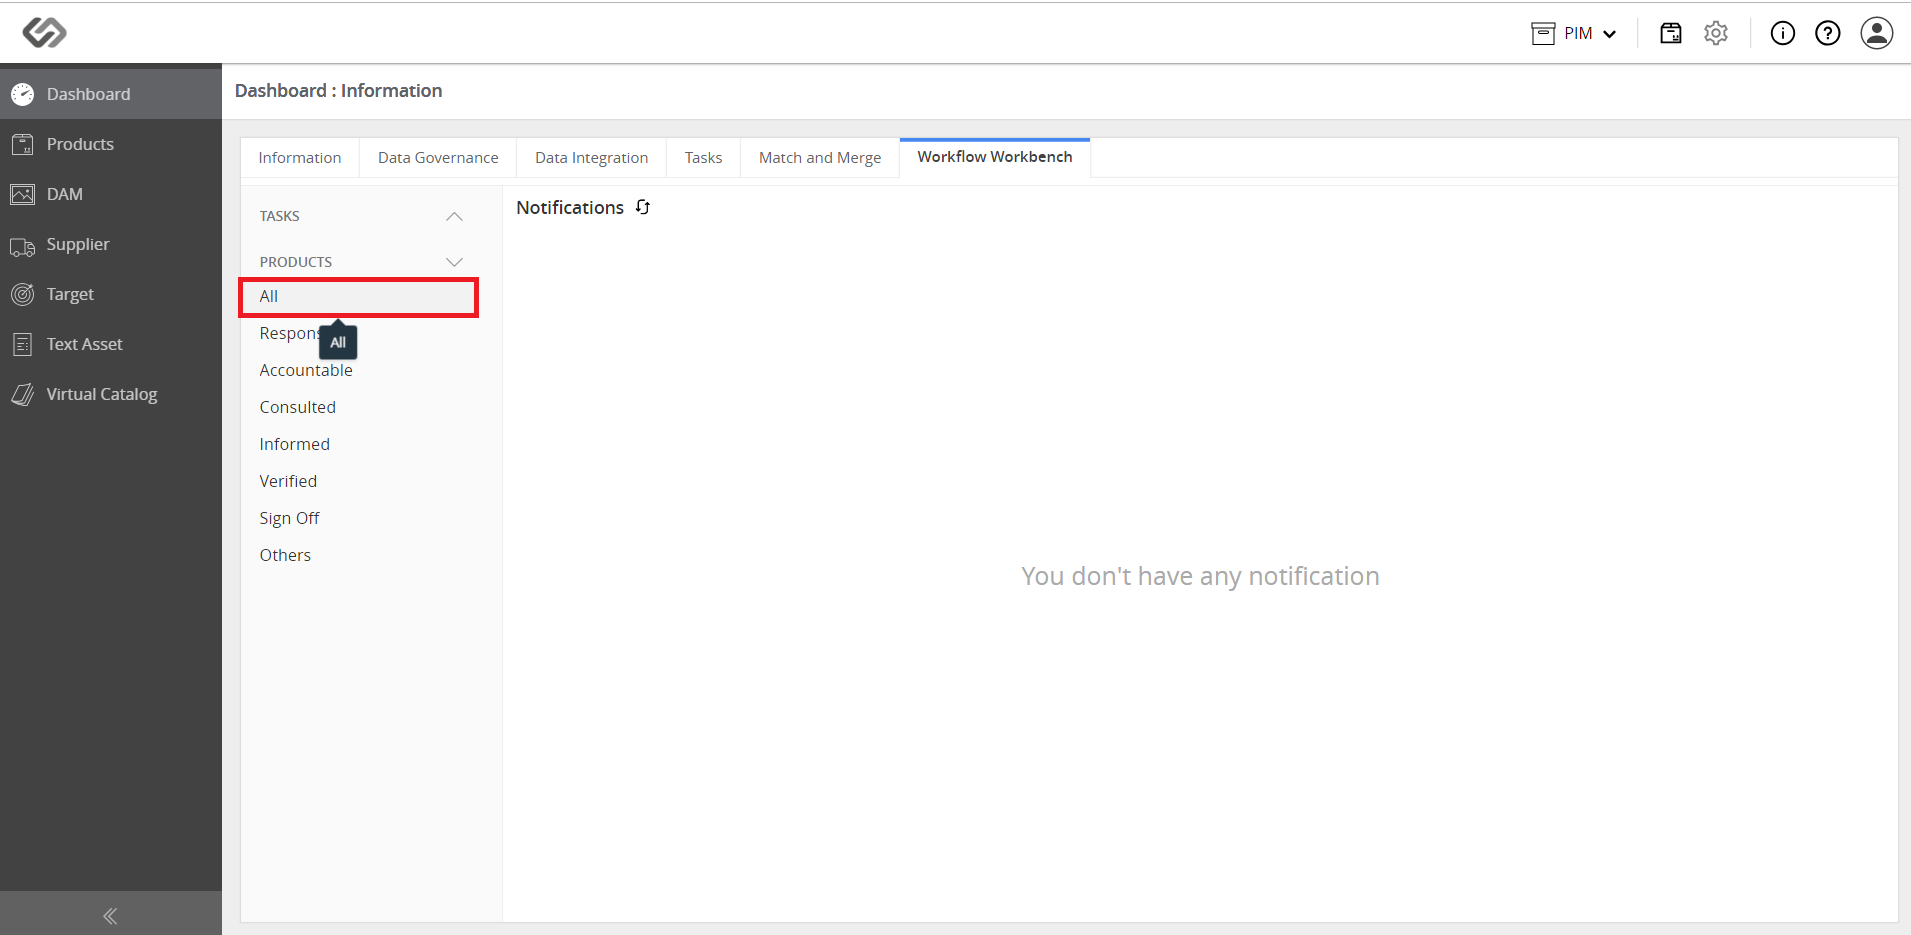 PIM
Dashboard
Products
DAM
Supplier
Target
Text Asset
Virtual Catalog
Dashboard : Information
Information
Data Governance
Data Integration
Tasks
Match and Merge
Workflow Workbench
TASKS
PRODUCTS
All
All
Accountable
Consulted
Informed
Verified
Sign Off
Others
Notifications
You don't have any notification